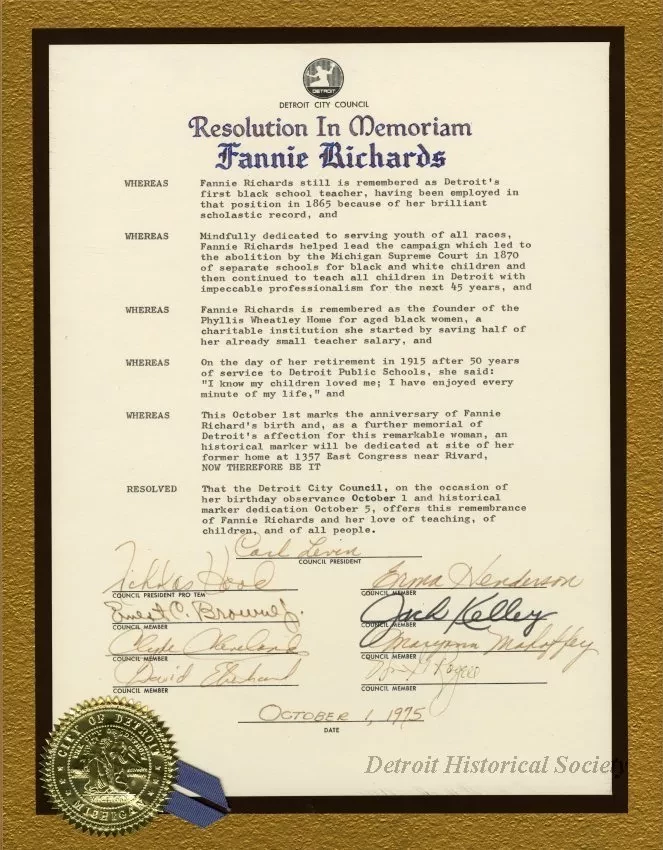 DETROIT
DETROIT CITY COUNCIL
Resolution In Memoriam
Fannie Richards
WHEREAS Fannie Richards still is remembered as Detroit's
first black school teacher, having been employed in
that position in 1865 because of her brilliant
scholastic record, and
WHEREAS Mindfully dedicated to serving youth of all races,
Fannie Richards helped lead the campaign which led to
the abolition by the Michigan Supreme Court in 1870
of separate schools for black and white children and
then continued to teach all children in Detroit with
impeccable professionalism for the next 45 years, and
WHEREAS Fannie Richards is remembered as the founder of the
Phyllis Wheatley Home for aged black women, a
charitable institution she started by saving half of
her already small teacher salary, and
WHEREAS On the day of her retirement in 1915 after 50 years
of service to Detroit Public Schools, she said:
"I know my children loved me; I have enjoyed every
minute of my life," and
WHEREAS This October 1st marks the anniversary of Fannie
Richard's birth and, as a further memorial of
Detroit's affection for this remarkable woman, an
historical marker will be dedicated at site of her
former home at 1357 East Congress near Rivard,
NOW THEREFORE BE IT
RESOLVED That the Detroit City Council, on the occasion of
her birthday observance October 1 and historical
marker dedication October 5, offers this remembrance
of Fannie Richards and her love of teaching, of
children, and of all people.
Carl Levin
COUNCIL PRESIDENT
Nicholas Hood Erma Henderson
COUNCIL PRESIDENT PRO TEM COUNCIL MEMBER
Ernest C. Browne Jr. Jack Kelley
COUNCIL MEMBER COUNCIL MEMBER
Clyde Cleveland Maryann Mahaffey
COUNCIL MEMBER COUNCIL MEMBER
David Eberhard Rogell
COUNCIL MEMBER COUNCIL MEMBER
OCTOBER 1, 1975
DATE
CITY OF DETROIT
MICHIGAN
Detroit Historical Society